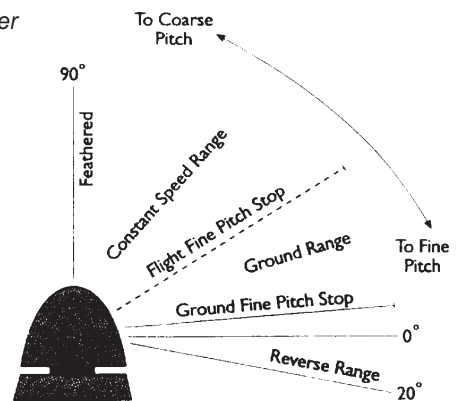 er
To Coarse
Pitch
90°
Feathered
Constant Speed Range
Flight Fine Pitch Stop
Ground Range
To Fine
Pitch
Ground Fine Pitch Stop
0°
Reverse Range
20°